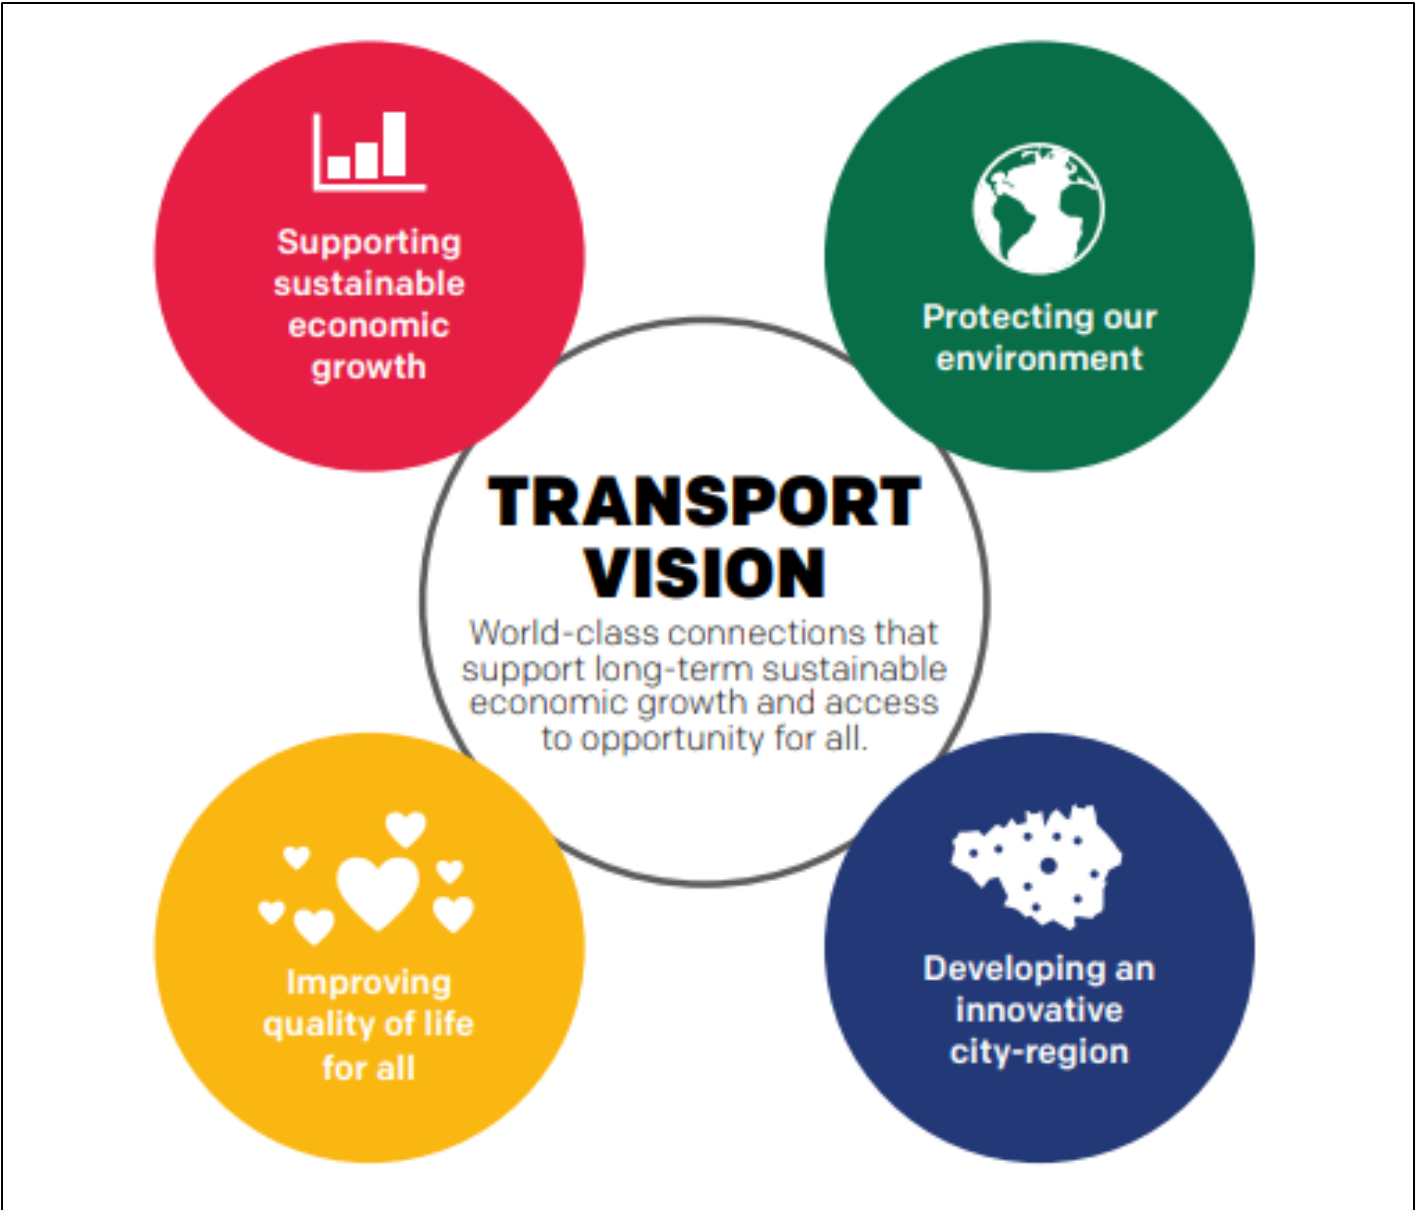 Supporting
sustainable
economic
growth
Protecting our
environment
TRANSPORT
VISION
World-class connections that
support long-term sustainable
economic growth and access
to opportunity for all.
Improving
quality of life
for all
Developing an
innovative
city-region